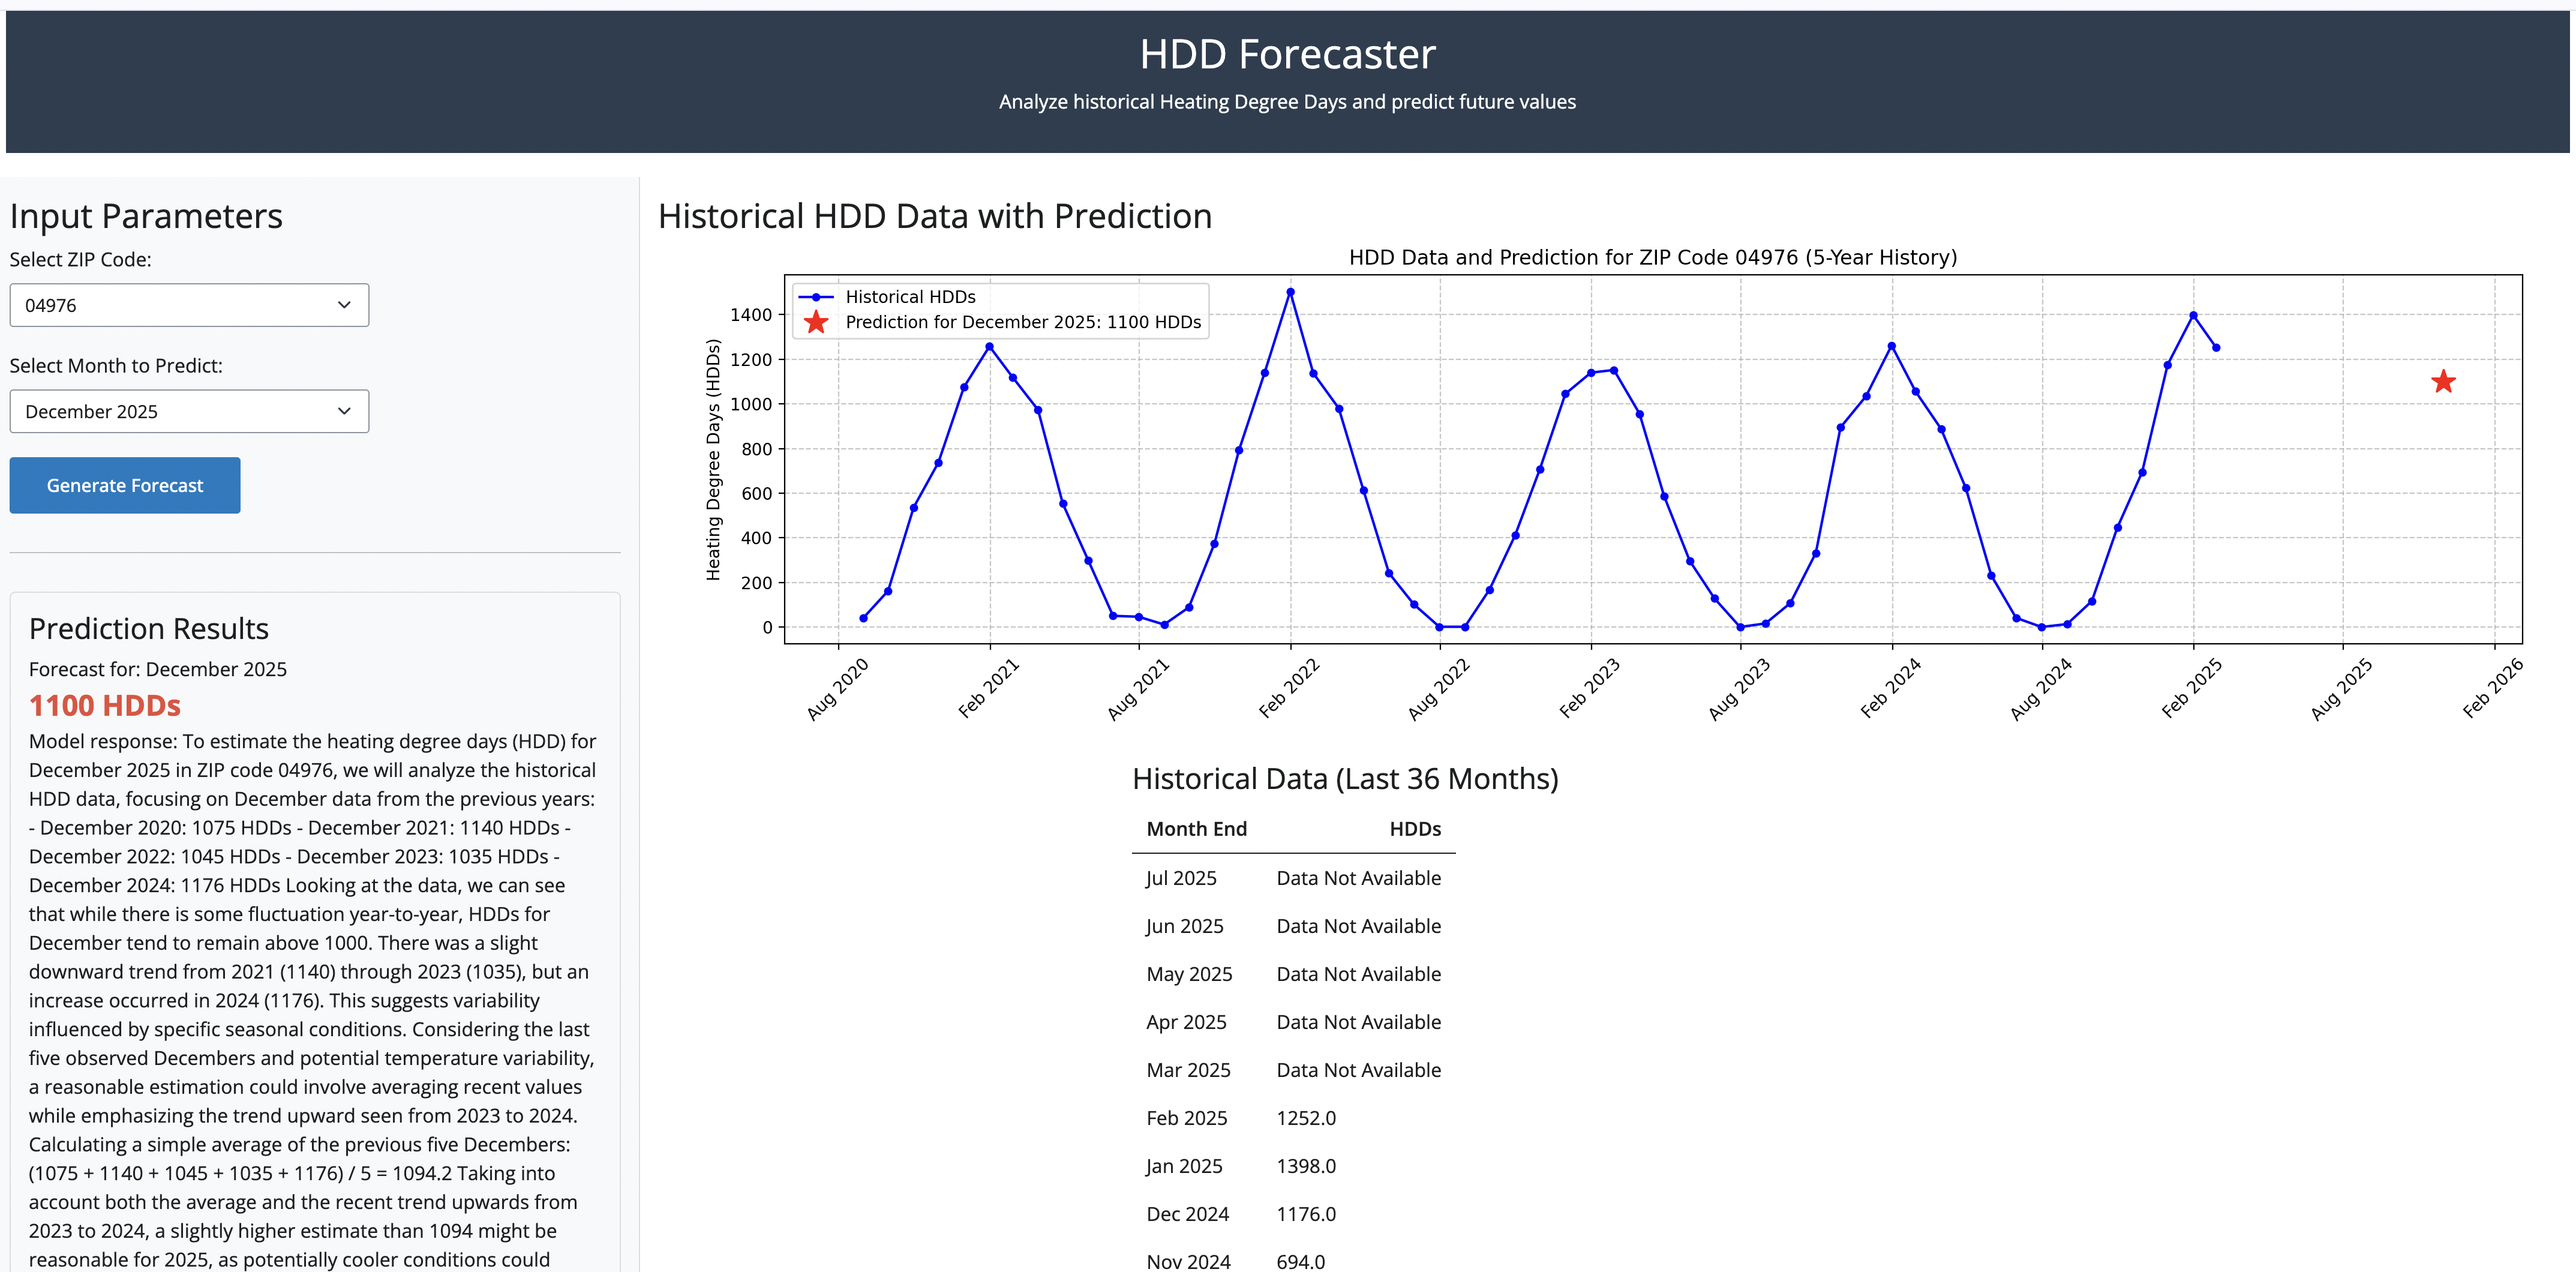 HDD Forecaster
Analyze historical Heating Degree Days and predict future values
Input Parameters
Select ZIP Code:
04976
Select Month to Predict:
December 2025
Generate Forecast
Prediction Results
Forecast for: December 2025
1100 HDDs
Model response: To estimate the heating degree days (HDD) for
December 2025 in ZIP code 04976, we will analyze the historical
HDD data, focusing on December data from the previous years:
- December 2020: 1075 HDDs - December 2021: 1140 HDDs -
December 2022: 1045 HDDs - December 2023: 1035 HDDs -
December 2024: 1176 HDDs Looking at the data, we can see
that while there is some fluctuation year-to-year, HDDs for
December tend to remain above 1000. There was a slight
downward trend from 2021 (1140) through 2023 (1035), but an
increase occurred in 2024 (1176). This suggests variability
influenced by specific seasonal conditions. Considering the last
five observed Decembers and potential temperature variability,
a reasonable estimation could involve averaging recent values
while emphasizing the trend upward seen from 2023 to 2024.
Calculating a simple average of the previous five Decembers:
(1075 + 1140 + 1045 + 1035 + 1176) / 5 = 1094.2 Taking into
account both the average and the recent trend upwards from
2023 to 2024, a slightly higher estimate than 1094 might be
reasonable for 2025, as potentially cooler conditions could
Historical HDD Data with Prediction
HDD Data and Prediction for ZIP Code 04976 (5-Year History)
Historical HDDs
Prediction for December 2025: 1100 HDDs
Heating Degree Days (HDDs)
1400
1200
1000
800
600
400
200
0
Aug 2020
Feb 2021
Aug 2021
Feb 2022
Aug 2022
Feb 2023
Aug 2023
Feb 2024
Aug 2024
Feb 2025
Aug 2025
Feb 2026
Historical Data (Last 36 Months)
Month End HDDs
Jul 2025 Data Not Available
Jun 2025 Data Not Available
May 2025 Data Not Available
Apr 2025 Data Not Available
Mar 2025 Data Not Available
Feb 2025 1252.0
Jan 2025 1398.0
Dec 2024 1176.0
Nov 2024 694.0